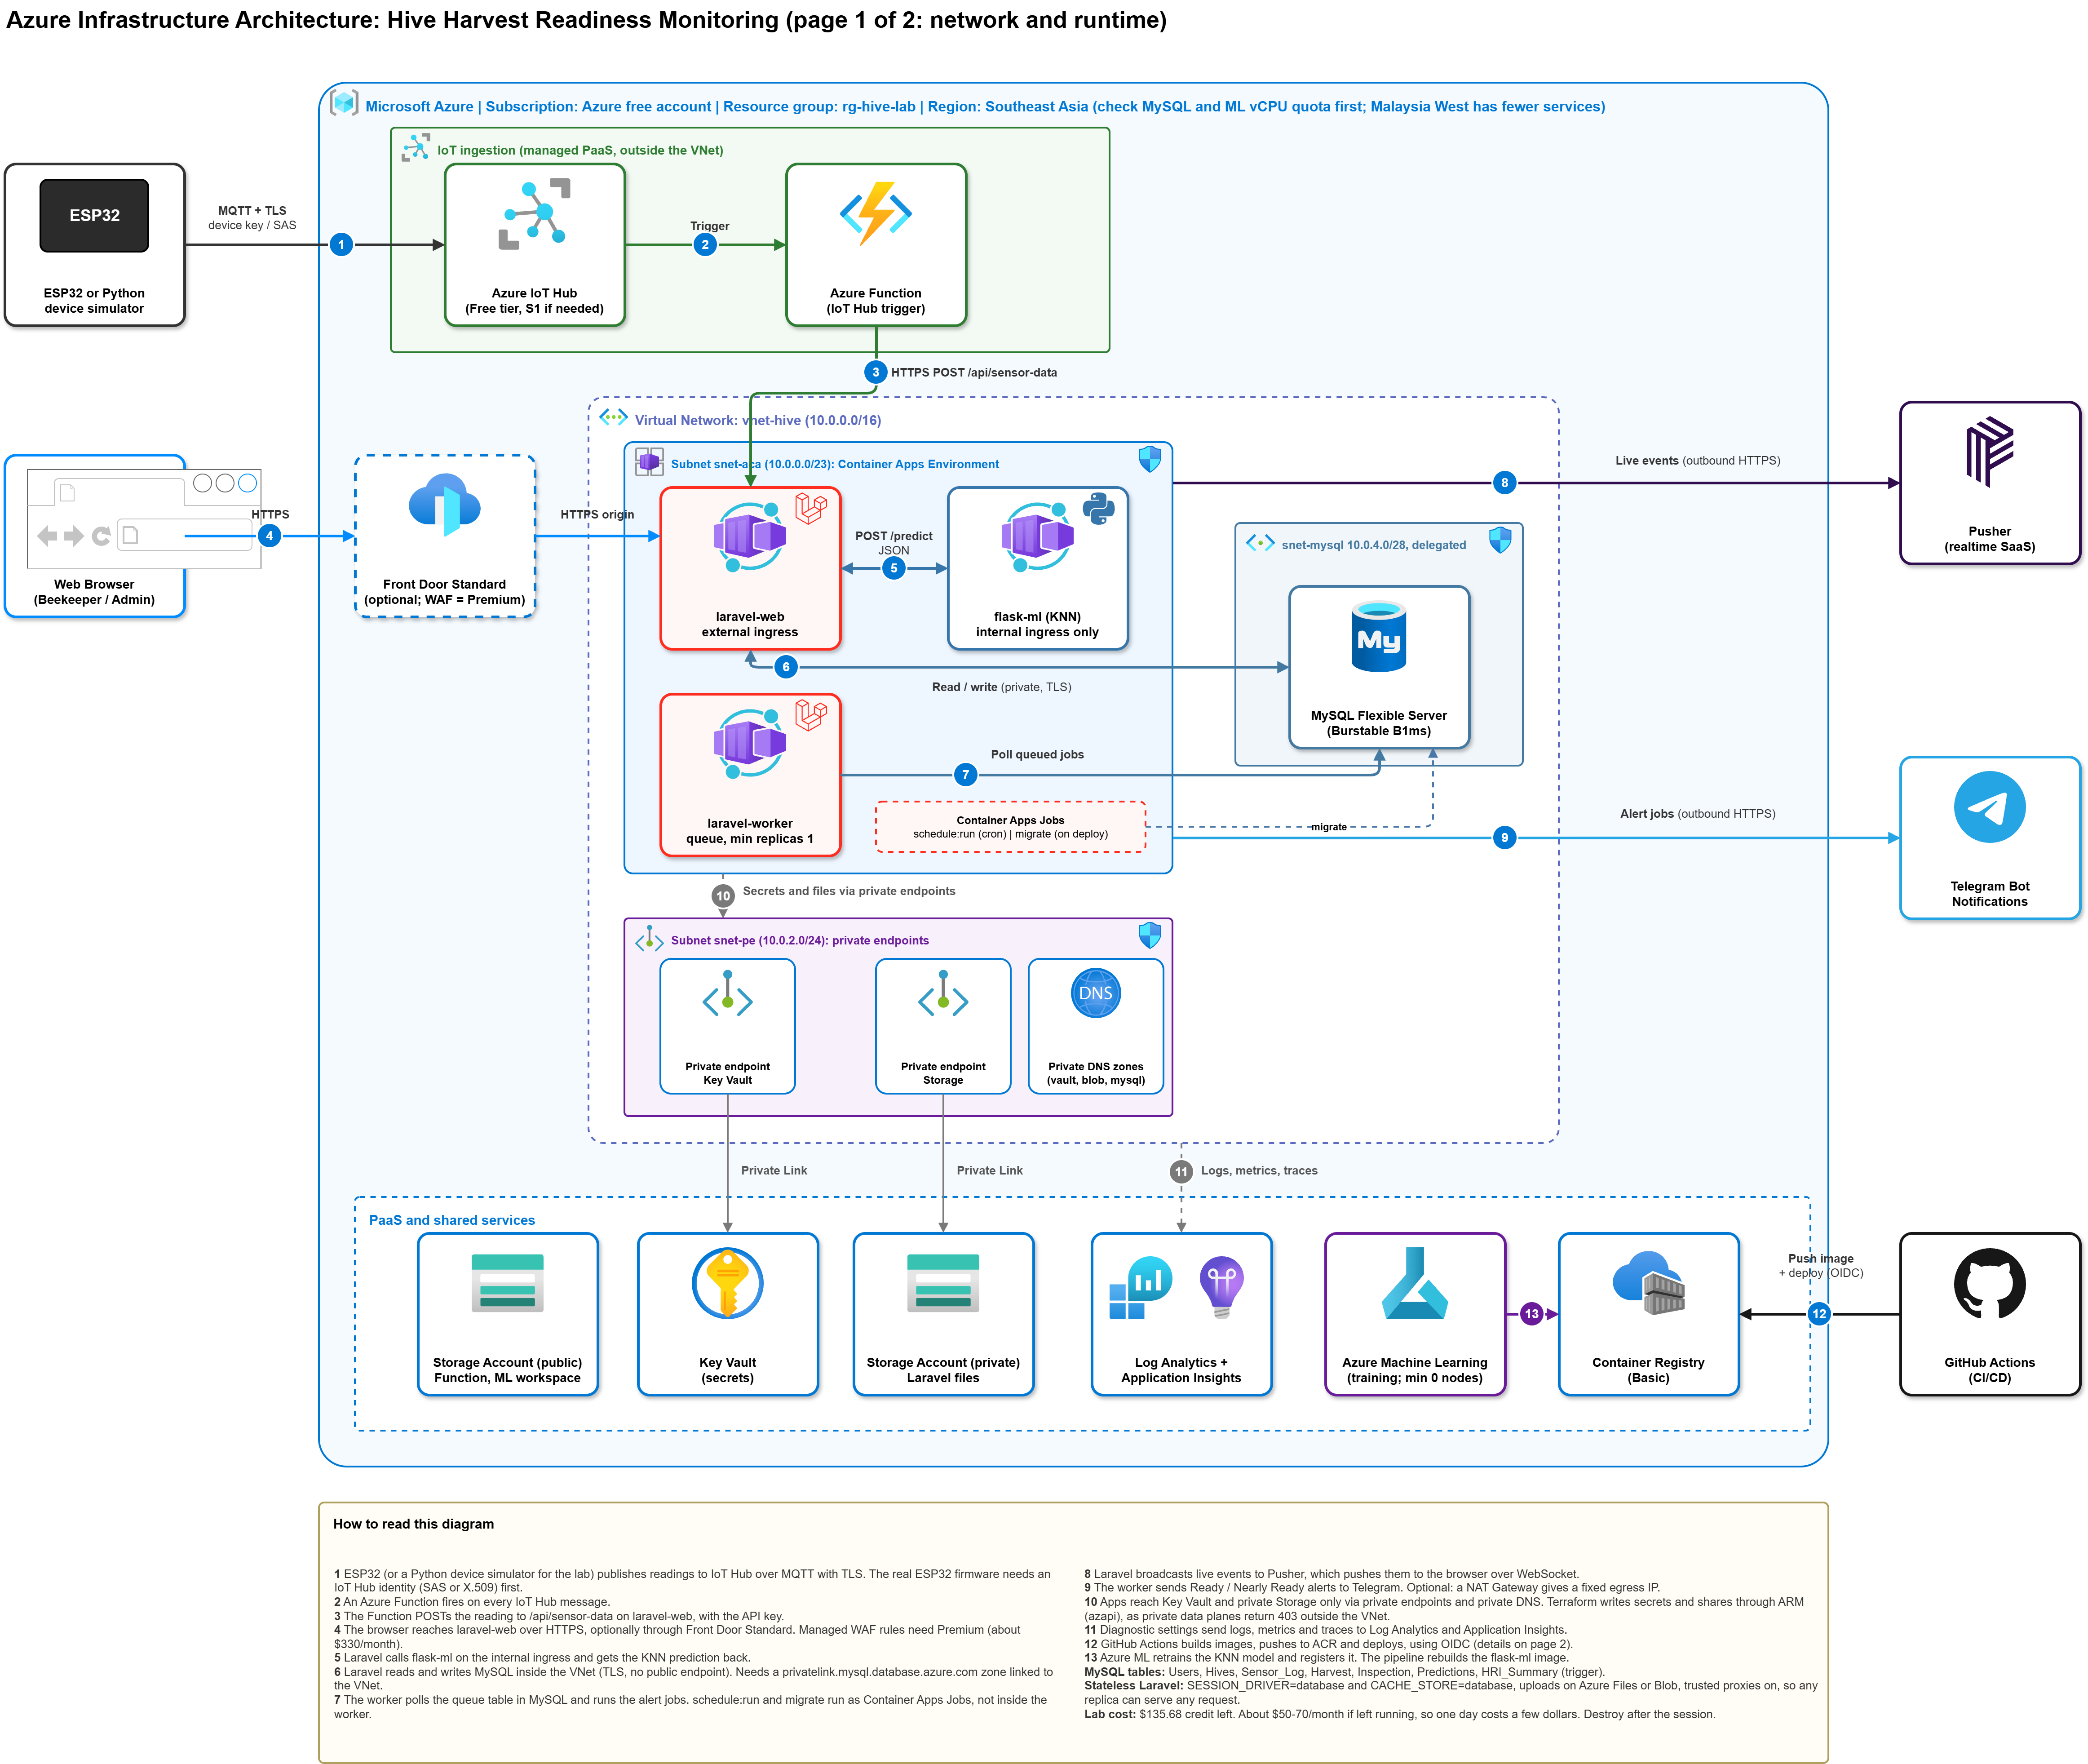 Azure Infrastructure Architecture: Hive Harvest Readiness Monitoring (page 1 of 2: network and runtime)
Microsoft Azure | Subscription: Azure free account | Resource group: rg-hive-lab | Region: Southeast Asia (check MySQL and ML vCPU quota first; Malaysia West has fewer services)
IoT ingestion (managed PaaS, outside the VNet)
ESP32
ESP32 or Python
device simulator
MQTT + TLS
device key / SAS
1
Azure IoT Hub
(Free tier, S1 if needed)
Trigger
2
Azure Function
(IoT Hub trigger)
3
HTTPS POST /api/sensor-data
Virtual Network: vnet-hive (10.0.0.0/16)
Subnet snet-aca (10.0.0.0/23): Container Apps Environment
Web Browser
(Beekeeper / Admin)
HTTPS
4
Front Door Standard
(optional; WAF = Premium)
HTTPS origin
laravel-web
external ingress
POST /predict
JSON
5
flask-ml (KNN)
internal ingress only
6
Read / write (private, TLS)
snet-mysql 10.0.4.0/28, delegated
My
MySQL Flexible Server
(Burstable B1ms)
Live events (outbound HTTPS)
8
Pusher
(realtime SaaS)
laravel-worker
queue, min replicas 1
Poll queued jobs
7
Container Apps Jobs
schedule:run (cron) | migrate (on deploy)
migrate
Alert jobs (outbound HTTPS)
9
Telegram Bot
Notifications
10
Secrets and files via private endpoints
Subnet snet-pe (10.0.2.0/24): private endpoints
Private endpoint
Key Vault
Private endpoint
Storage
DNS
Private DNS zones
(vault, blob, mysql)
Private Link
Private Link
11
Logs, metrics, traces
PaaS and shared services
Storage Account (public)
Function, ML workspace
Key Vault
(secrets)
Storage Account (private)
Laravel files
Log Analytics +
Application Insights
Azure Machine Learning
(training; min 0 nodes)
13
Container Registry
(Basic)
Push image
+ deploy (OIDC)
12
GitHub Actions
(CI/CD)
How to read this diagram
1 ESP32 (or a Python device simulator for the lab) publishes readings to IoT Hub over MQTT with TLS. The real ESP32 firmware needs an
IoT Hub identity (SAS or X.509) first.
2 An Azure Function fires on every IoT Hub message.
3 The Function POSTs the reading to /api/sensor-data on laravel-web, with the API key.
4 The browser reaches laravel-web over HTTPS, optionally through Front Door Standard. Managed WAF rules need Premium (about
$330/month).
5 Laravel calls flask-ml on the internal ingress and gets the KNN prediction back.
6 Laravel reads and writes MySQL inside the VNet (TLS, no public endpoint). Needs a privatelink.mysql.database.azure.com zone linked to
the VNet.
7 The worker polls the queue table in MySQL and runs the alert jobs. schedule:run and migrate run as Container Apps Jobs, not inside the
worker.
8 Laravel broadcasts live events to Pusher, which pushes them to the browser over WebSocket.
9 The worker sends Ready / Nearly Ready alerts to Telegram. Optional: a NAT Gateway gives a fixed egress IP.
10 Apps reach Key Vault and private Storage only via private endpoints and private DNS. Terraform writes secrets and shares through ARM
(azapi), as private data planes return 403 outside the VNet.
11 Diagnostic settings send logs, metrics and traces to Log Analytics and Application Insights.
12 GitHub Actions builds images, pushes to ACR and deploys, using OIDC (details on page 2).
13 Azure ML retrains the KNN model and registers it. The pipeline rebuilds the flask-ml image.
MySQL tables: Users, Hives, Sensor_Log, Harvest, Inspection, Predictions, HRI_Summary (trigger).
Stateless Laravel: SESSION_DRIVER=database and CACHE_STORE=database, uploads on Azure Files or Blob, trusted proxies on, so any
replica can serve any request.
Lab cost: $135.68 credit left. About $50-70/month if left running, so one day costs a few dollars. Destroy after the session.